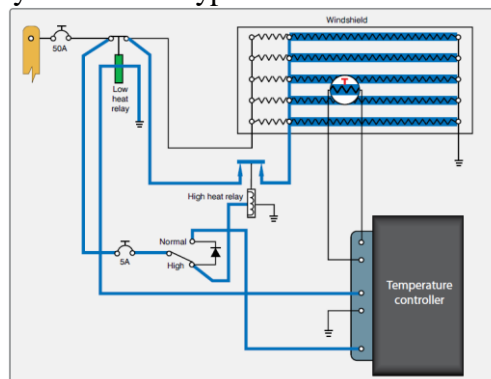 Windshield
50A
Low
heat
relay
T
High heat relay
Normal
High
5A
Temperature
controller